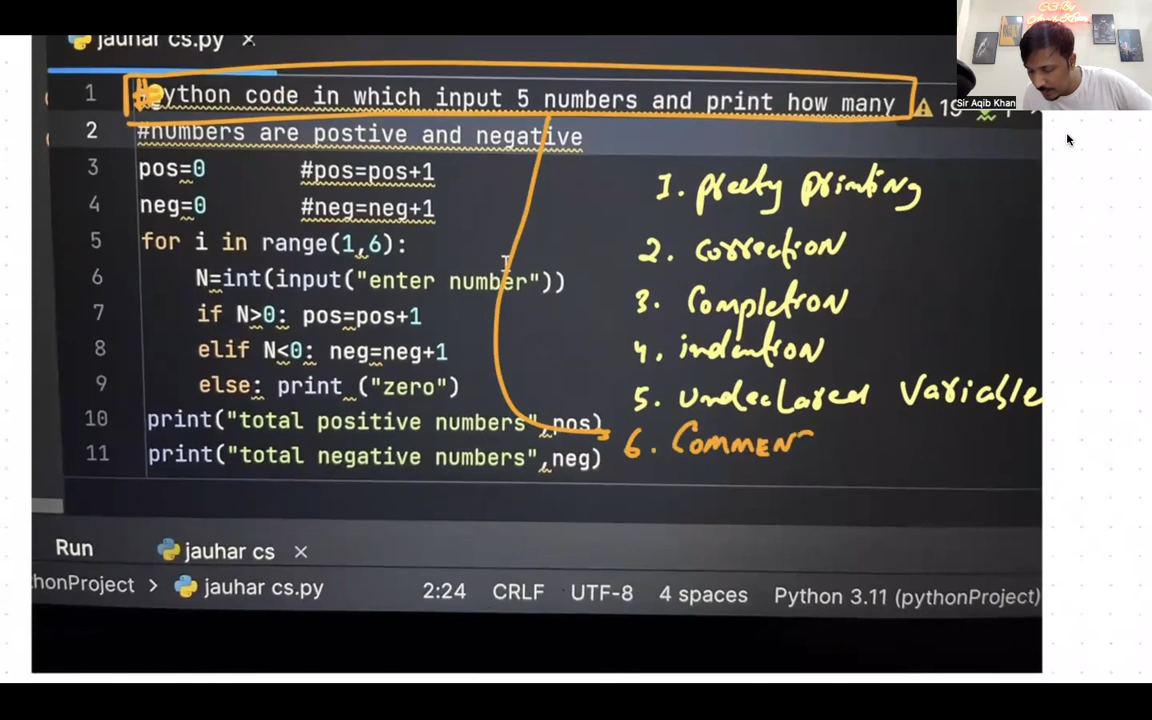 jauhar cs.py ×
1 #python code in which input 5 numbers and print how many
2 #numbers are postive and negative
3 pos=0 #pos=pos+1
4 neg=0 #neg=neg+1
5 for i in range(1,6):
6 N=int(input("enter number"))
7 if N>0: pos=pos+1
8 elif N<0: neg=neg+1
9 else: print ("zero")
10 print("total positive numbers",pos)
11 print("total negative numbers",neg)
1. preety printing
2. correction
3. Completion
4. indention
5. undeclared variable
6. COMMENT
Sir Aqib Khan
Run jauhar cs ×
honProject > jauhar cs.py 2:24 CRLF UTF-8 4 spaces Python 3.11 (pythonProject)